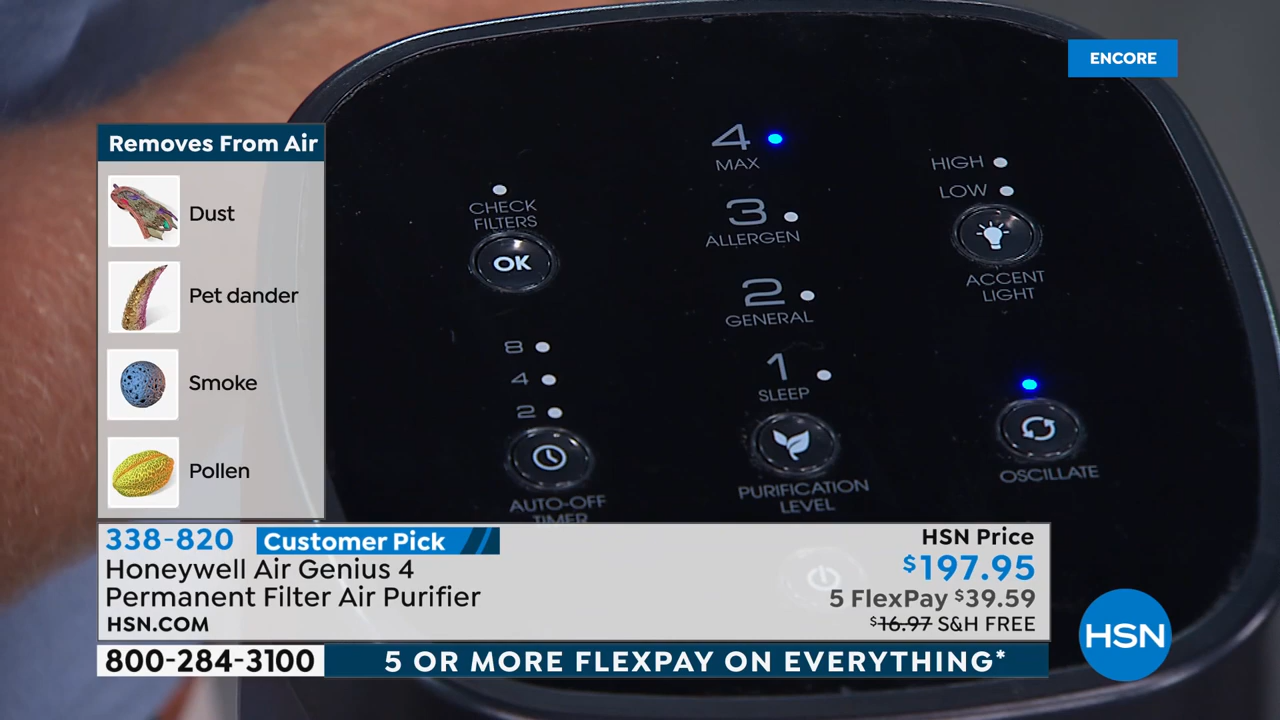 ENCORE
Removes From Air
Dust
Pet dander
Smoke
Pollen
CHECK
FILTERS
OK
8
4
2
AUTO-OFF
TIMER
4
MAX
3
ALLERGEN
2
GENERAL
1
SLEEP
PURIFICATION
LEVEL
HIGH
LOW
ACCENT
LIGHT
OSCILLATE
338-820 Customer Pick
Honeywell Air Genius 4
Permanent Filter Air Purifier
HSN.COM
HSN Price
$197.95
5 FlexPay $39.59
$16.97 S&H FREE
HSN
800-284-3100 5 OR MORE FLEXPAY ON EVERYTHING*